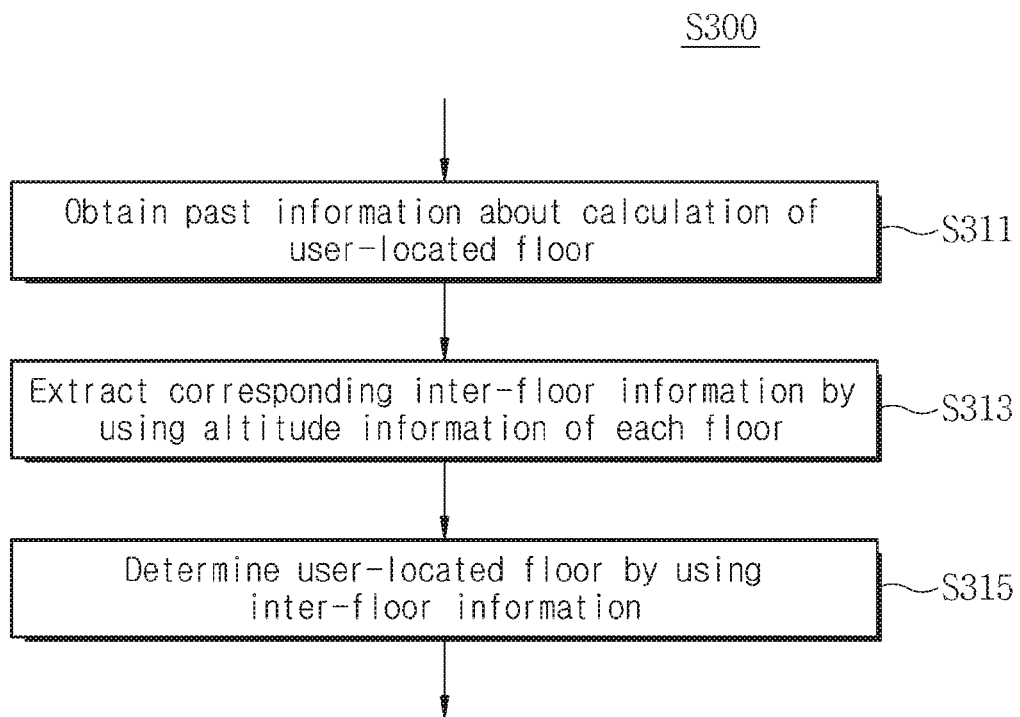 S300
Obtain past information about calculation of
user-located floor
S311
Extract corresponding inter-floor information by
using altitude information of each floor
S313
Determine user-located floor by using
inter-floor information
S315